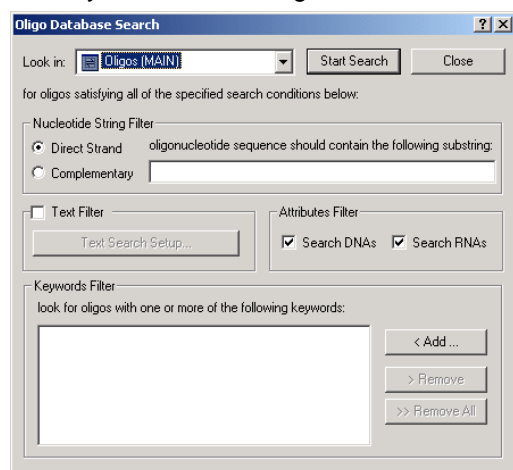 Oligo Database Search
Look in: Oligos (MAIN) Start Search Close
for oligos satisfying all of the specified search conditions below:
Nucleotide String Filter
Direct Strand oligonucleotide sequence should contain the following substring:
Complementary
Text Filter Attributes Filter
Text Search Setup... Search DNAs Search RNAs
Keywords Filter
look for oligos with one or more of the following keywords:
< Add ...
> Remove
>> Remove All